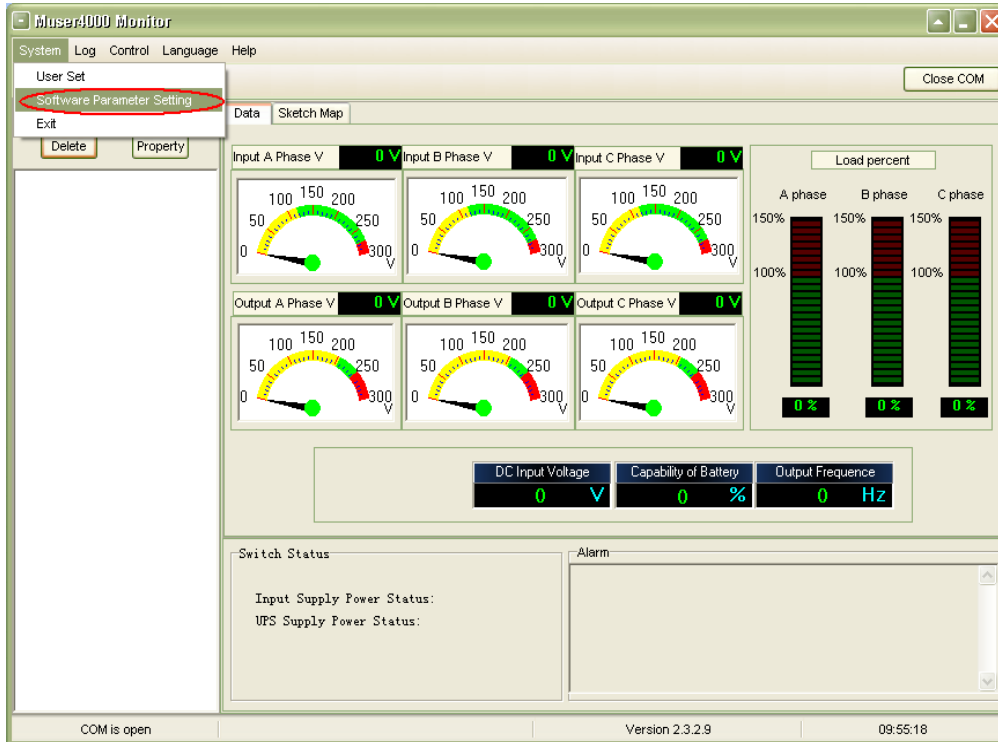 Muser4000 Monitor
System Log Control Language Help
User Set
Software Parameter Setting
Exit
Close COM
Delete Property
Data Sketch Map
Input A Phase V 0 V Input B Phase V 0 V Input C Phase V 0 V
0 50 100 150 200 250 300 V
0 50 100 150 200 250 300 V
0 50 100 150 200 250 300 V
Output A Phase V 0 V Output B Phase V 0 V Output C Phase V 0 V
0 50 100 150 200 250 300 V
0 50 100 150 200 250 300 V
0 50 100 150 200 250 300 V
Load percent
A phase B phase C phase
150% 150% 150%
100% 100% 100%
0 % 0 % 0 %
DC Input Voltage Capability of Battery Output Frequence
0 V 0 % 0 Hz
Switch Status
Input Supply Power Status:
UPS Supply Power Status:
Alarm
COM is open Version 2.3.2.9 09:55:18